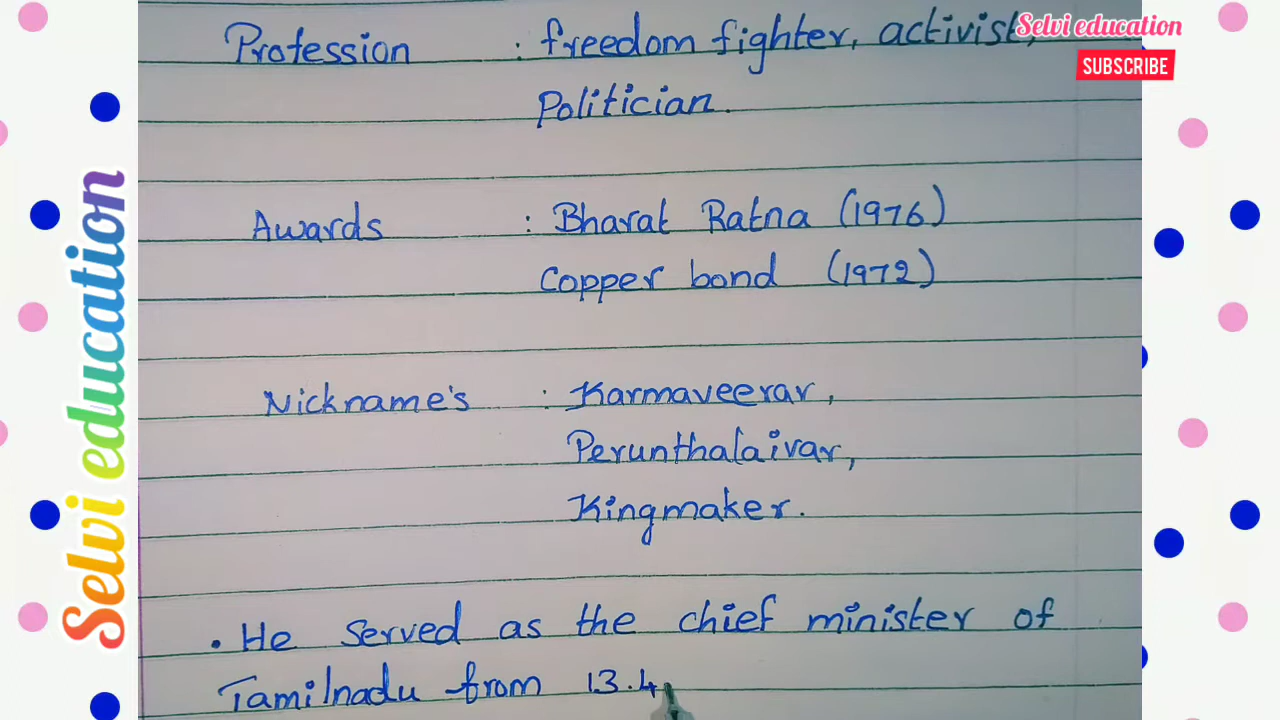 Selvi education
SUBSCRIBE
Selvi education
Profession : freedom fighter, activist,
Politician.
Awards : Bharat Ratna (1976)
Copper bond (1972)
Nickname's : Karmaveerar,
Perunthalaivar,
Kingmaker.
• He served as the chief minister of
Tamilnadu from 13.4